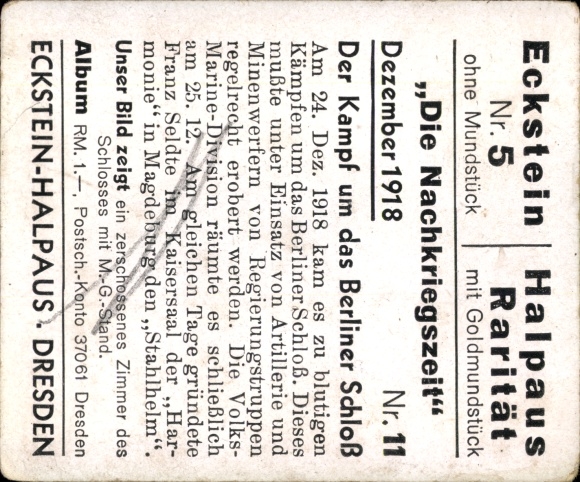 Eckstein
Nr. 5
ohne Mundstück
Halpaus
Rarität
mit Goldmundstück
„Die Nachkriegszeit“
Dezember 1918 Nr. 11
Der Kampf um das Berliner Schloß
Am 24. Dez. 1918 kam es zu blutigen
Kämpfen um das Berliner Schloß. Dieses
mußte unter Einsatz von Artillerie und
Minenwerfern von Regierungstruppen
regelrecht erobert werden. Die Volks-
Marine-Division räumte es schließlich
am 25. 12. Am gleichen Tage gründete
Franz Seldte im Kaisersaal der „Har-
monie“ in Magdeburg den „Stahlhelm“.
Unser Bild zeigt ein zerschossenes Zimmer des
Schlosses mit M.-G.-Stand.
Album RM. 1.—, Postsch.-Konto 37061 Dresden
ECKSTEIN-HALPAUS . DRESDEN